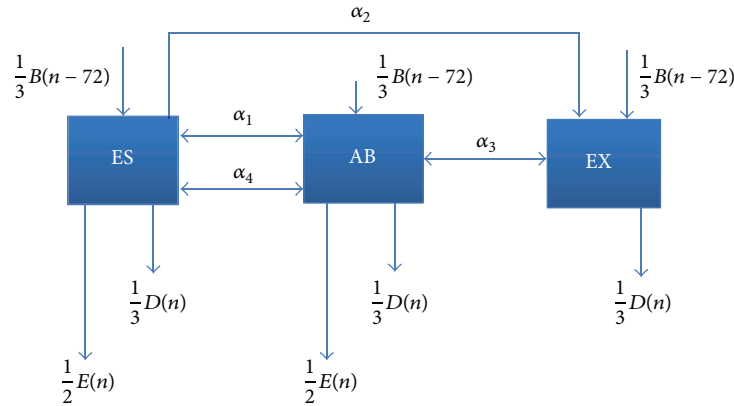 α₂
1/3 B(n − 72)
1/3 B(n − 72)
1/3 B(n − 72)
α₁
ES
AB
EX
α₃
α₄
1/3 D(n)
1/3 D(n)
1/3 D(n)
1/2 E(n)
1/2 E(n)